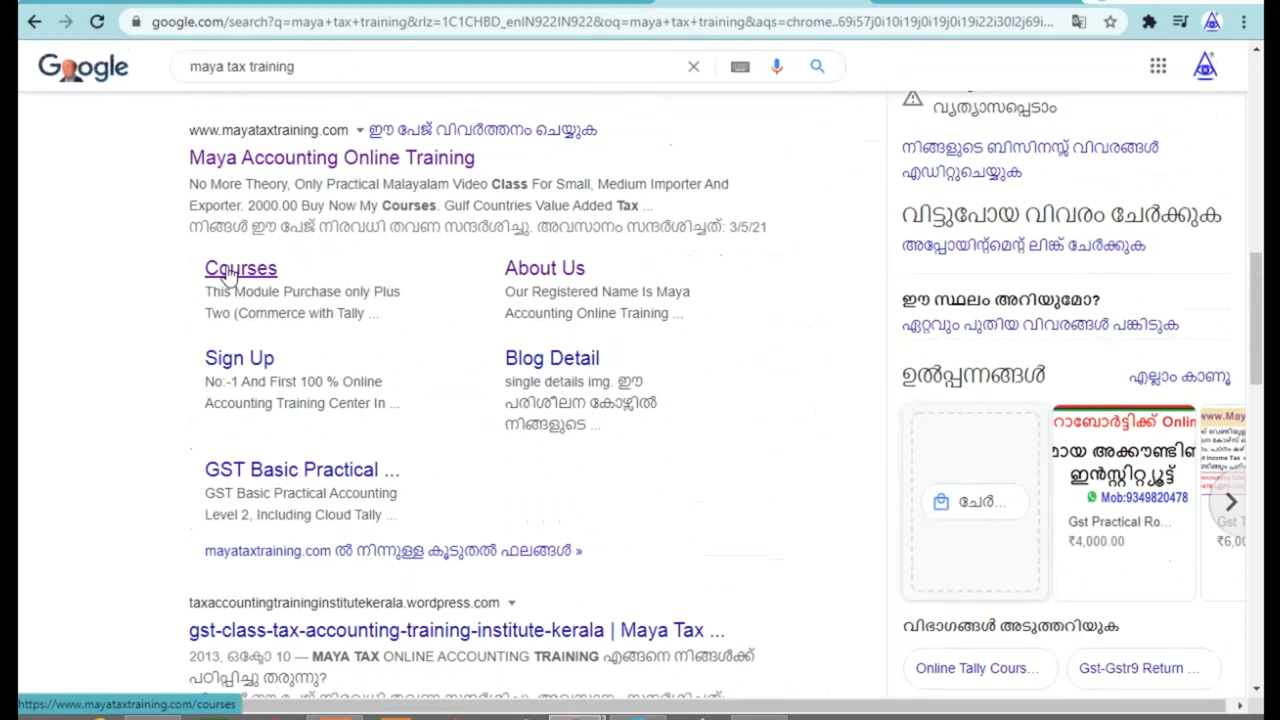 google.com/search?q=maya+tax+training&rlz=1C1CHBD_enIN922IN922&oq=maya+tax+training&aqs=chrome..69i57j0i10i19j0i19j0i19i22i30l2j69i...
Google
maya tax training
www.mayataxtraining.com ▾ ഈ പേജ് വിവർത്തനം ചെയ്യുക
Maya Accounting Online Training
No More Theory, Only Practical Malayalam Video Class For Small, Medium Importer And
Exporter. 2000.00 Buy Now My Courses. Gulf Countries Value Added Tax ...
നിങ്ങൾ ഈ പേജ് നിരവധി തവണ സന്ദർശിച്ചു. അവസാനം സന്ദർശിച്ചത്: 3/5/21
Courses
This Module Purchase only Plus
Two (Commerce with Tally ...
About Us
Our Registered Name Is Maya
Accounting Online Training ...
Sign Up
No:-1 And First 100 % Online
Accounting Training Center In ...
Blog Detail
single details img. ഈ
പരിശീലന കോഴ്സിൽ
നിങ്ങളുടെ ...
GST Basic Practical ...
GST Basic Practical Accounting
Level 2, Including Cloud Tally ...
mayataxtraining.com ൽ നിന്നുള്ള കൂടുതൽ ഫലങ്ങൾ »
taxaccountingtraininginstitutekerala.wordpress.com ▾
gst-class-tax-accounting-training-institute-kerala | Maya Tax ...
2013, ഒക്ടോ 10 — MAYA TAX ONLINE ACCOUNTING TRAINING എങ്ങനെ നിങ്ങൾക്ക്
പഠിപ്പിച്ചു തരുന്നു?
https://www.mayataxtraining.com/courses
വ്യത്യാസപ്പെടാം
നിങ്ങളുടെ ബിസിനസ്സ് വിവരങ്ങൾ
എഡിറ്റുചെയ്യുക
വിട്ടുപോയ വിവരം ചേർക്കുക
അപ്പോയിന്റ്മെന്റ് ലിങ്ക് ചേർക്കുക
ഈ സ്ഥലം അറിയുമോ?
ഏറ്റവും പുതിയ വിവരങ്ങൾ പങ്കിടുക
ഉൽപ്പന്നങ്ങൾ
എല്ലാം കാണൂ
ചേർ...
റാബോർട്ടിക്ക് Onlin
മായ അക്കൗണ്ടിങ
ഇൻസ്റ്റിറ്റ്യൂട്ട്
Mob:9349820478
Gst Practical Ro...
₹4,000.00
www.May
Gst T
₹6,0
വിഭാഗങ്ങൾ അടുത്തറിയുക
Online Tally Cours...
Gst-Gstr9 Return ...